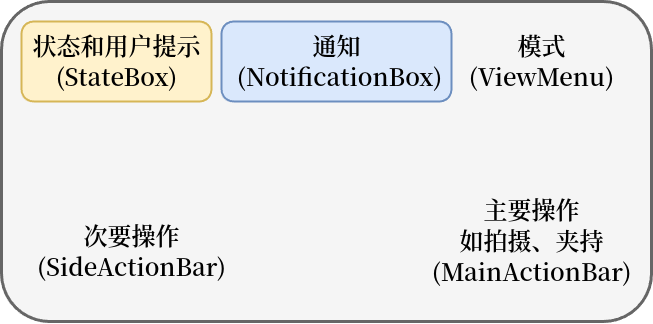 状态和用户提示
(StateBox)
通知
(NotificationBox)
模式
(ViewMenu)
次要操作
(SideActionBar)
主要操作
如拍摄、夹持
(MainActionBar)